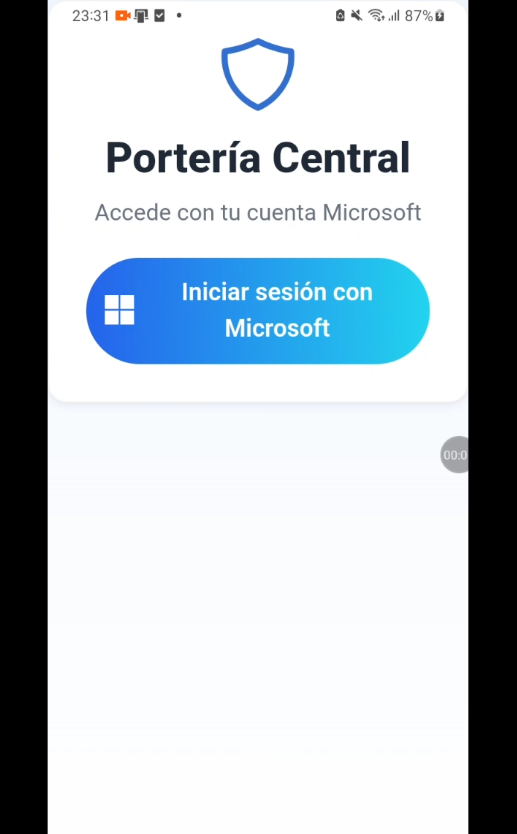 23:31 87%
Portería Central
Accede con tu cuenta Microsoft
Iniciar sesión con
Microsoft
00:0